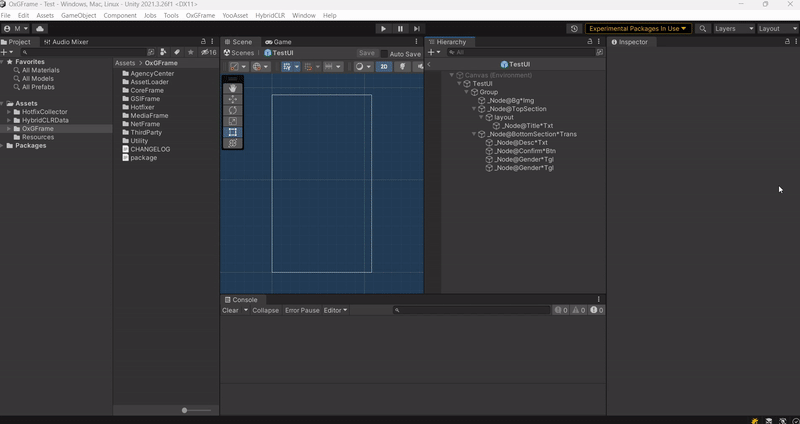 OxGFrame - Test - Windows, Mac, Linux - Unity 2021.3.26f1 <DX11>
File Edit Assets GameObject Component Jobs Tools OxGFrame YooAsset HybridCLR Window Help
M Experimental Packages In Use Layers Layout
Project Audio Mixer
16
Favorites
All Materials
All Models
All Prefabs
Assets
HotfixCollector
HybridCLRData
OxGFrame
Resources
Packages
Assets > OxGFrame
AgencyCenter
AssetLoader
CoreFrame
GSIFrame
Hotfixer
MediaFrame
NetFrame
ThirdParty
Utility
CHANGELOG
package
Scene Game
Scenes TestUI Save Auto Save
2D
Hierarchy
All
TestUI
Canvas (Environment)
TestUI
Group
_Node@Bg*Img
_Node@TopSection
layout
_Node@Title*Txt
_Node@BottomSection*Trans
_Node@Desc*Txt
_Node@Confirm*Btn
_Node@Gender*Tgl
_Node@Gender*Tgl
Inspector
Console
Clear Collapse Error Pause Editor
0 0 0